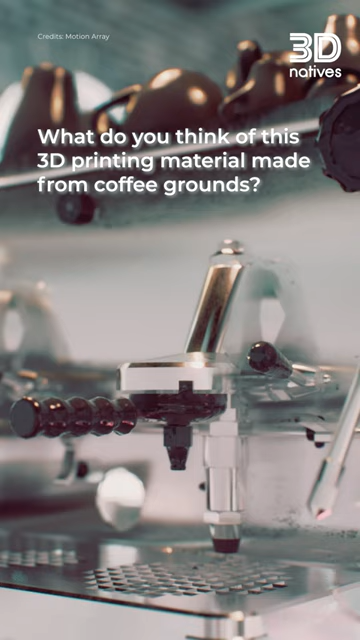 Credits: Motion Array
3D
natives
What do you think of this
3D printing material made
from coffee grounds?